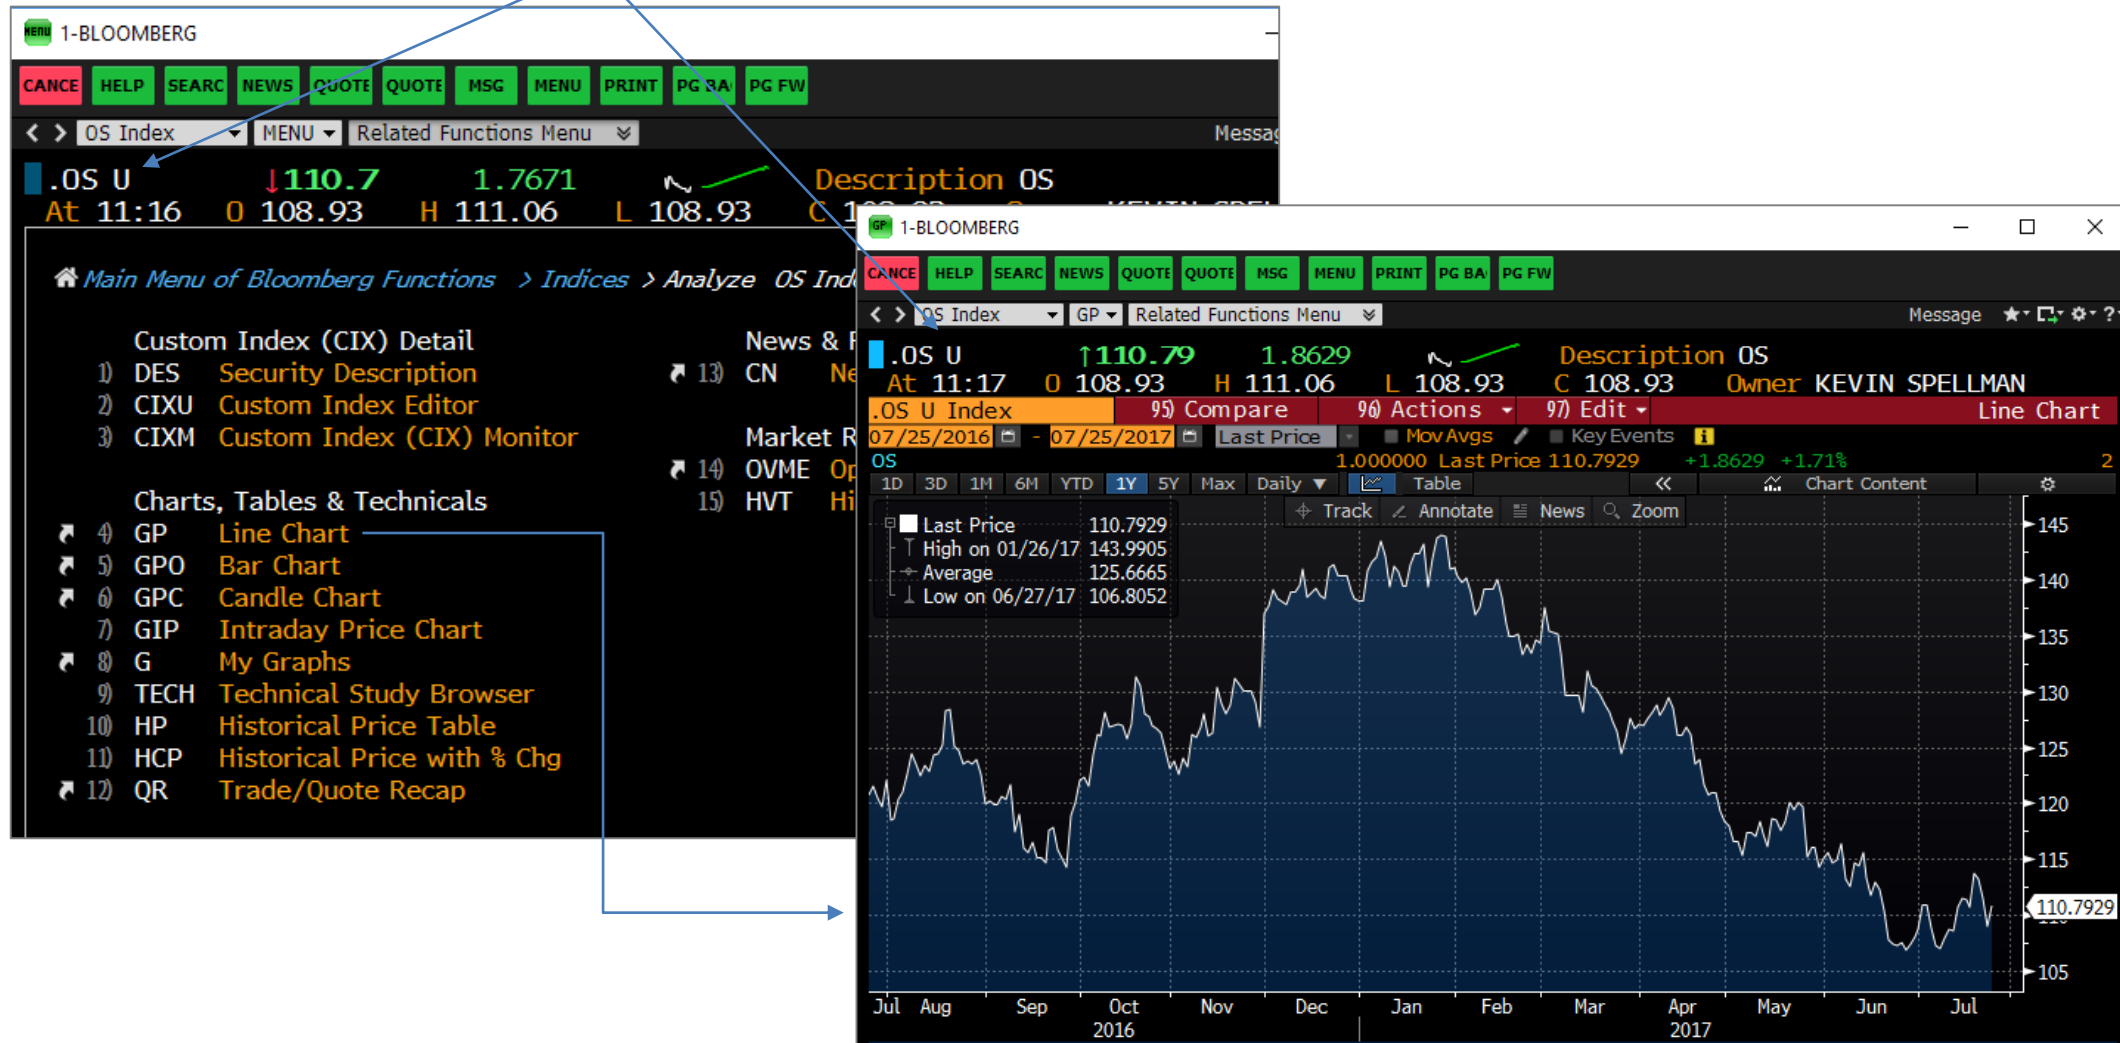 MENU 1-BLOOMBERG
CANCE HELP SEARC NEWS QUOTE QUOTE MSG MENU PRINT PG BA PG FW
OS Index MENU Related Functions Menu
.OS U ↓110.7 1.7671 Description OS
At 11:16 O 108.93 H 111.06 L 108.93 C
Main Menu of Bloomberg Functions > Indices > Analyze OS Ind
Custom Index (CIX) Detail
1) DES Security Description
2) CIXU Custom Index Editor
3) CIXM Custom Index (CIX) Monitor
Charts, Tables & Technicals
4) GP Line Chart
5) GPO Bar Chart
6) GPC Candle Chart
7) GIP Intraday Price Chart
8) G My Graphs
9) TECH Technical Study Browser
10) HP Historical Price Table
11) HCP Historical Price with % Chg
12) QR Trade/Quote Recap
News &
13) CN Ne
Market R
14) OVME Op
15) HVT Hi
GP 1-BLOOMBERG
CANCE HELP SEARC NEWS QUOTE QUOTE MSG MENU PRINT PG BA PG FW
OS Index GP Related Functions Menu Message
.OS U ↑110.79 1.8629 Description OS
At 11:17 O 108.93 H 111.06 L 108.93 C 108.93 Owner KEVIN SPELLMAN
.OS U Index 95) Compare 96) Actions 97) Edit Line Chart
07/25/2016 - 07/25/2017 Last Price Mov Avgs Key Events
OS 1.000000 Last Price 110.7929 +1.8629 +1.71% 2
1D 3D 1M 6M YTD 1Y 5Y Max Daily ▼ Table « Chart Content
Track Annotate News Zoom
Last Price 110.7929
High on 01/26/17 143.9905
Average 125.6665
Low on 06/27/17 106.8052
145
140
135
130
125
120
115
110.7929
105
Jul Aug Sep Oct Nov Dec Jan Feb Mar Apr May Jun Jul
2016 2017